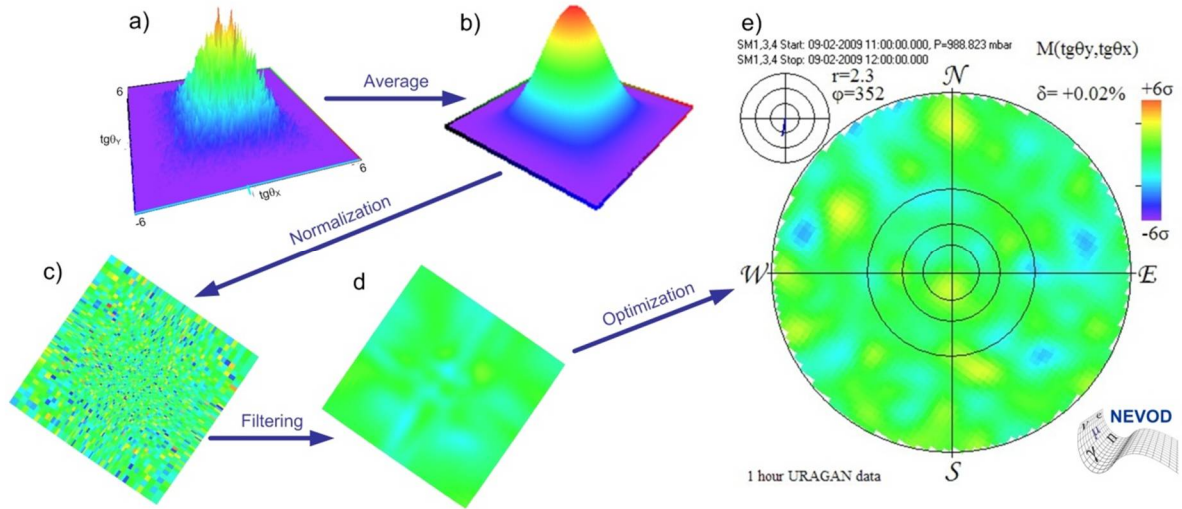 a)
6
tgθY
-6
tgθX
6
Average
b)
Normalization
c)
Filtering
d
Optimization
e)
SM1,3,4 Start: 09-02-2009 11:00:00.000, P=988.823 mbar
SM1,3,4 Stop: 09-02-2009 12:00:00.000
r=2.3
φ=352
M(tgθy,tgθx)
δ= +0.02%
+6σ
-6σ
N
W
E
S
1 hour URAGAN data
NEVOD
μ
e
γ
π